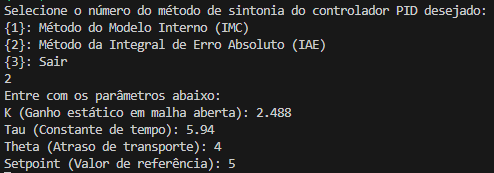 Selecione o número do método de sintonia do controlador PID desejado:
{1}: Método do Modelo Interno (IMC)
{2}: Método da Integral de Erro Absoluto (IAE)
{3}: Sair
2
Entre com os parâmetros abaixo:
K (Ganho estático em malha aberta): 2.488
Tau (Constante de tempo): 5.94
Theta (Atraso de transporte): 4
Setpoint (Valor de referência): 5